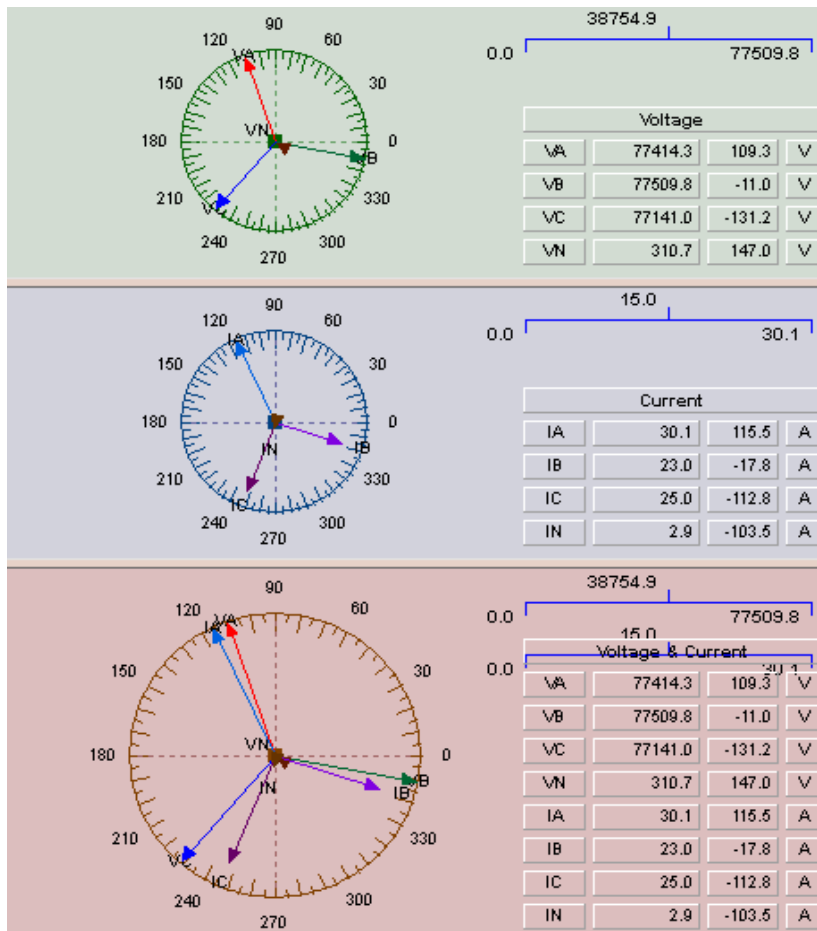 90
120
60
150
30
180
0
210
330
240
300
270
VA
VN
VB
VC
38754.9
0.0
77509.8
Voltage
VA 77414.3 109.3 V
VB 77509.8 -11.0 V
VC 77141.0 -131.2 V
VN 310.7 147.0 V
90
120
60
150
30
180
0
210
330
240
300
270
IA
IN
IB
IC
15.0
0.0
30.1
Current
IA 30.1 115.5 A
IB 23.0 -17.8 A
IC 25.0 -112.8 A
IN 2.9 -103.5 A
90
120
60
150
30
180
0
210
330
240
300
270
IA
VA
VN
IN
VB
IB
VC
IC
38754.9
0.0
77509.8
15.0
Voltage & Current
0.0
30.1
VA 77414.3 109.3 V
VB 77509.8 -11.0 V
VC 77141.0 -131.2 V
VN 310.7 147.0 V
IA 30.1 115.5 A
IB 23.0 -17.8 A
IC 25.0 -112.8 A
IN 2.9 -103.5 A